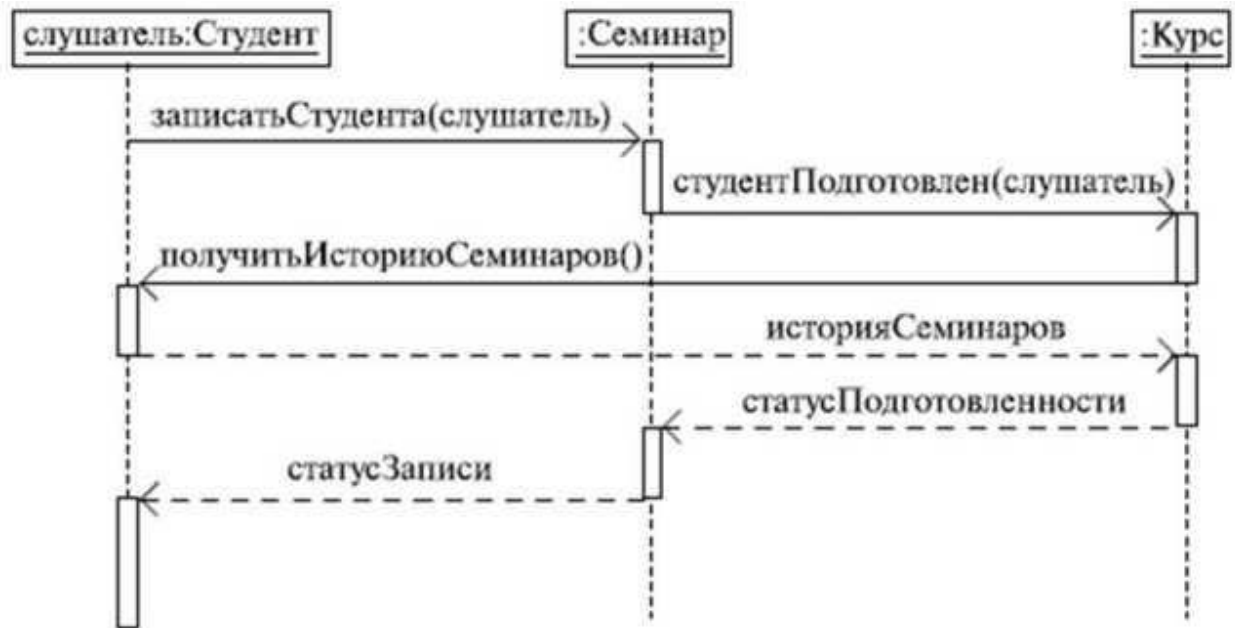 слушатель:Студент
:Семинар
:Курс
записатьСтудента(слушатель)
студентПодготовлен(слушатель)
получитьИсториюСеминаров()
историяСеминаров
статусПодготовленности
статусЗаписи